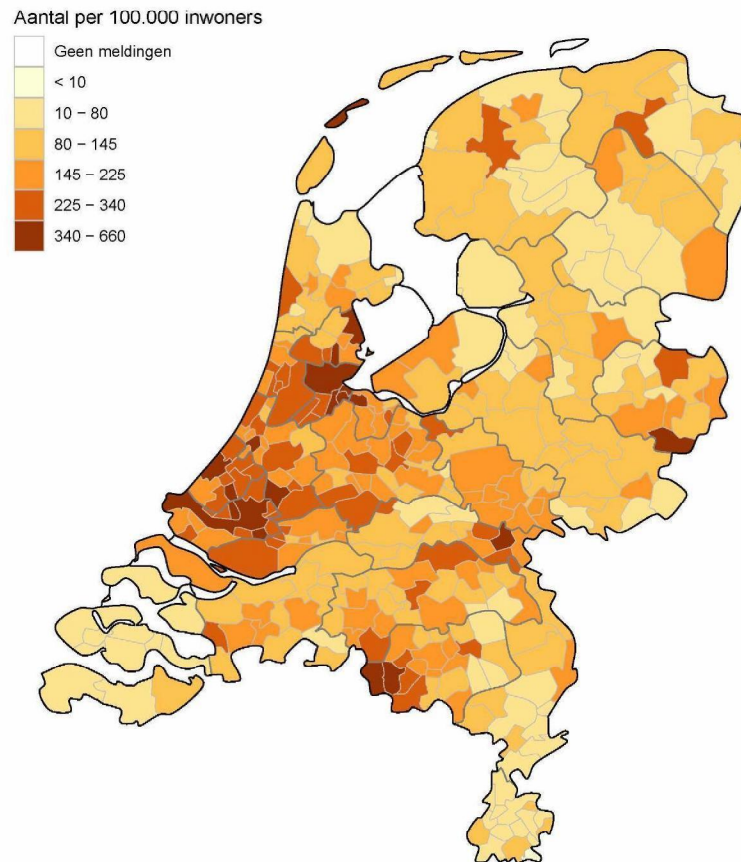 Aantal per 100.000 inwoners
Geen meldingen
< 10
10 – 80
80 – 145
145 – 225
225 – 340
340 – 660